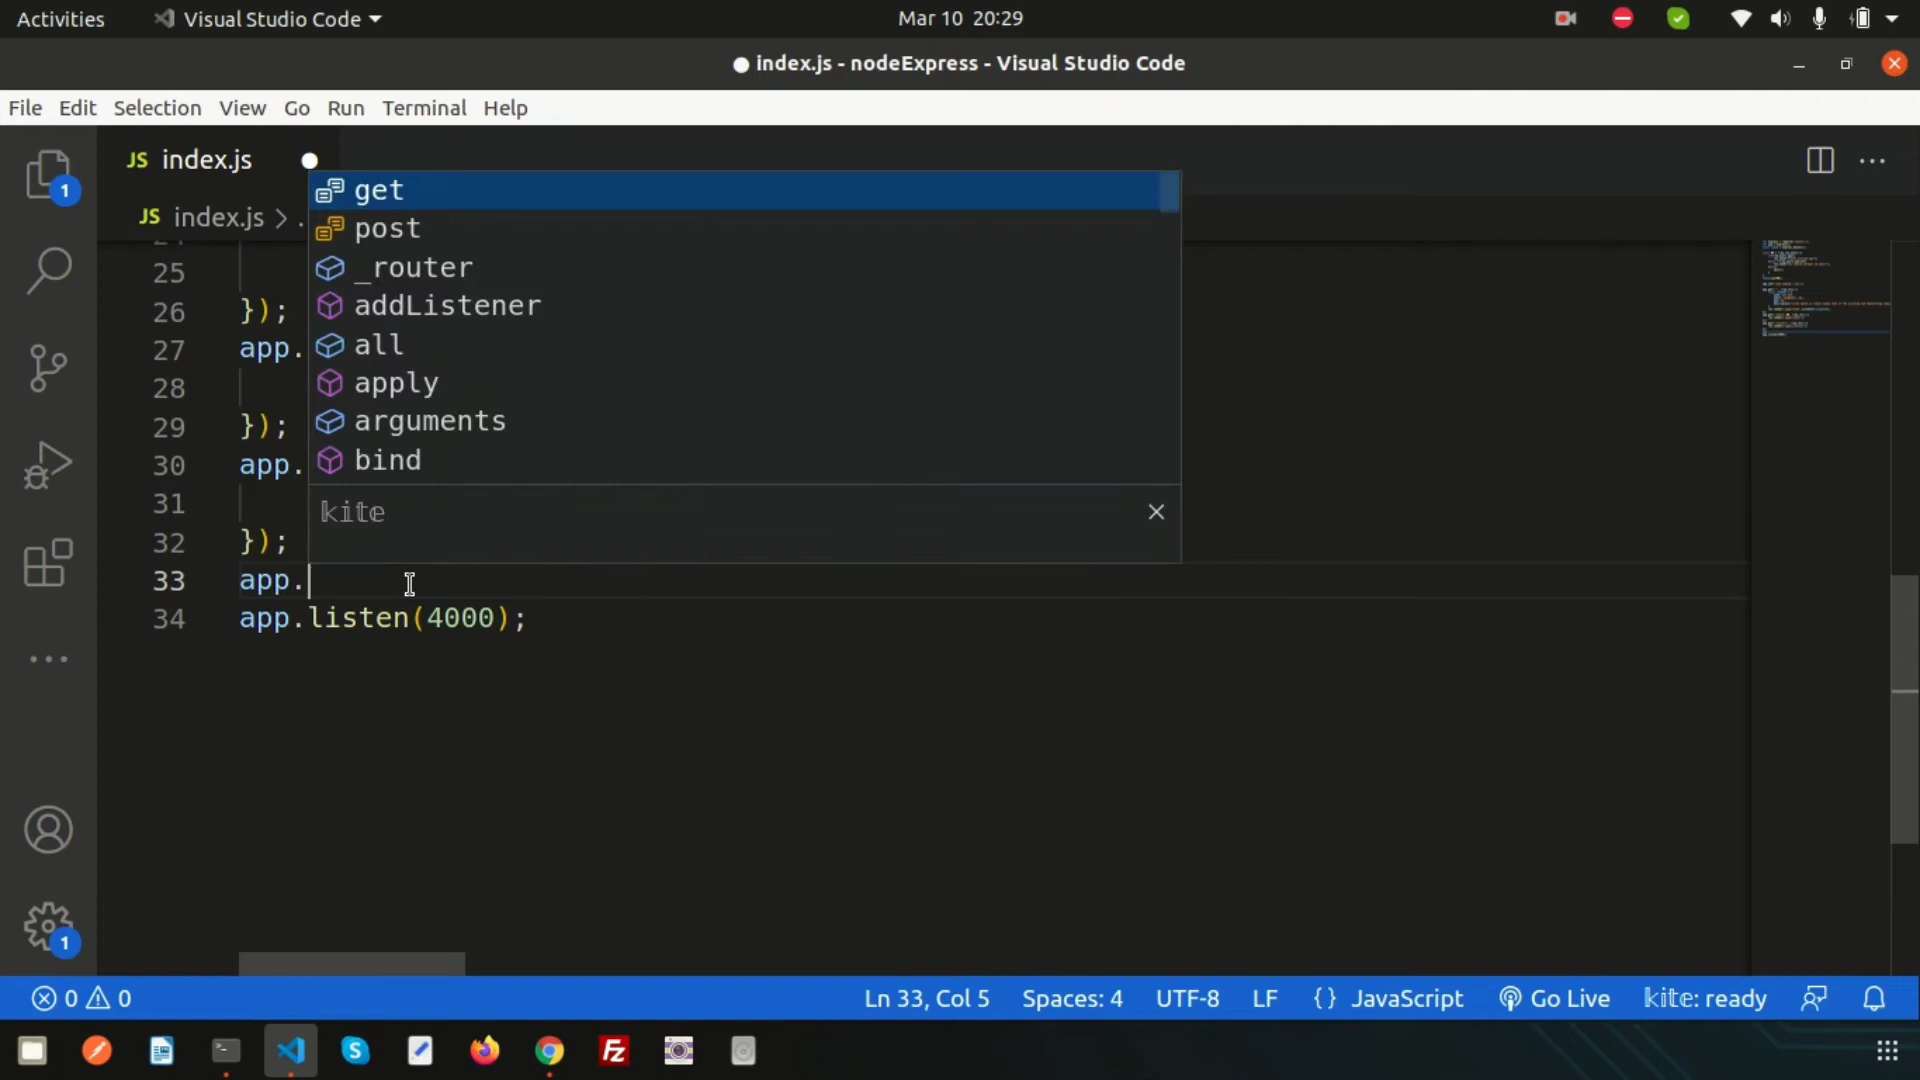 Activities Visual Studio Code Mar 10 20:29
index.js - nodeExpress - Visual Studio Code
File Edit Selection View Go Run Terminal Help
JS index.js
JS index.js > .
get
post
_router
addListener
all
apply
arguments
bind
kite
25
26 });
27 app.
28
29 });
30 app.
31
32 });
33 app.
34 app.listen(4000);
1
1
0 0 Ln 33, Col 5 Spaces: 4 UTF-8 LF {} JavaScript Go Live kite: ready